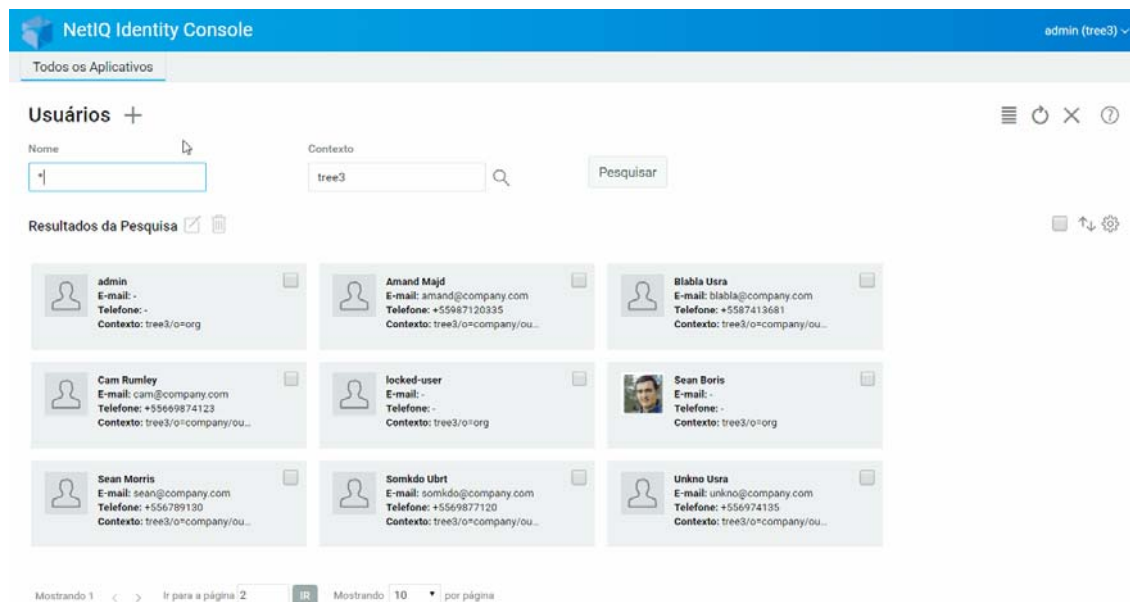 NetIQ Identity Console
admin (tree3)
Todos os Aplicativos
Usuários
Nome
Contexto
*
tree3
Pesquisar
Resultados da Pesquisa
admin
E-mail: -
Telefone: -
Contexto: tree3/o=org
Amand Majd
E-mail: amand@company.com
Telefone: +55987120335
Contexto: tree3/o=company/ou...
Blabla Usra
E-mail: blabla@company.com
Telefone: +5587413681
Contexto: tree3/o=company/ou...
Cam Rumley
E-mail: cam@company.com
Telefone: +55669874123
Contexto: tree3/o=company/ou...
locked-user
E-mail: -
Telefone: -
Contexto: tree3/o=org
Sean Boris
E-mail: -
Telefone: -
Contexto: tree3/o=org
Sean Morris
E-mail: sean@company.com
Telefone: +556789130
Contexto: tree3/o=company/ou...
Somkdo Ubrt
E-mail: somkdo@company.com
Telefone: +5569877120
Contexto: tree3/o=company/ou...
Unkno Usra
E-mail: unkno@company.com
Telefone: +556974135
Contexto: tree3/o=company/ou...
Mostrando 1 < > Ir para a página 2 IR Mostrando 10 por página